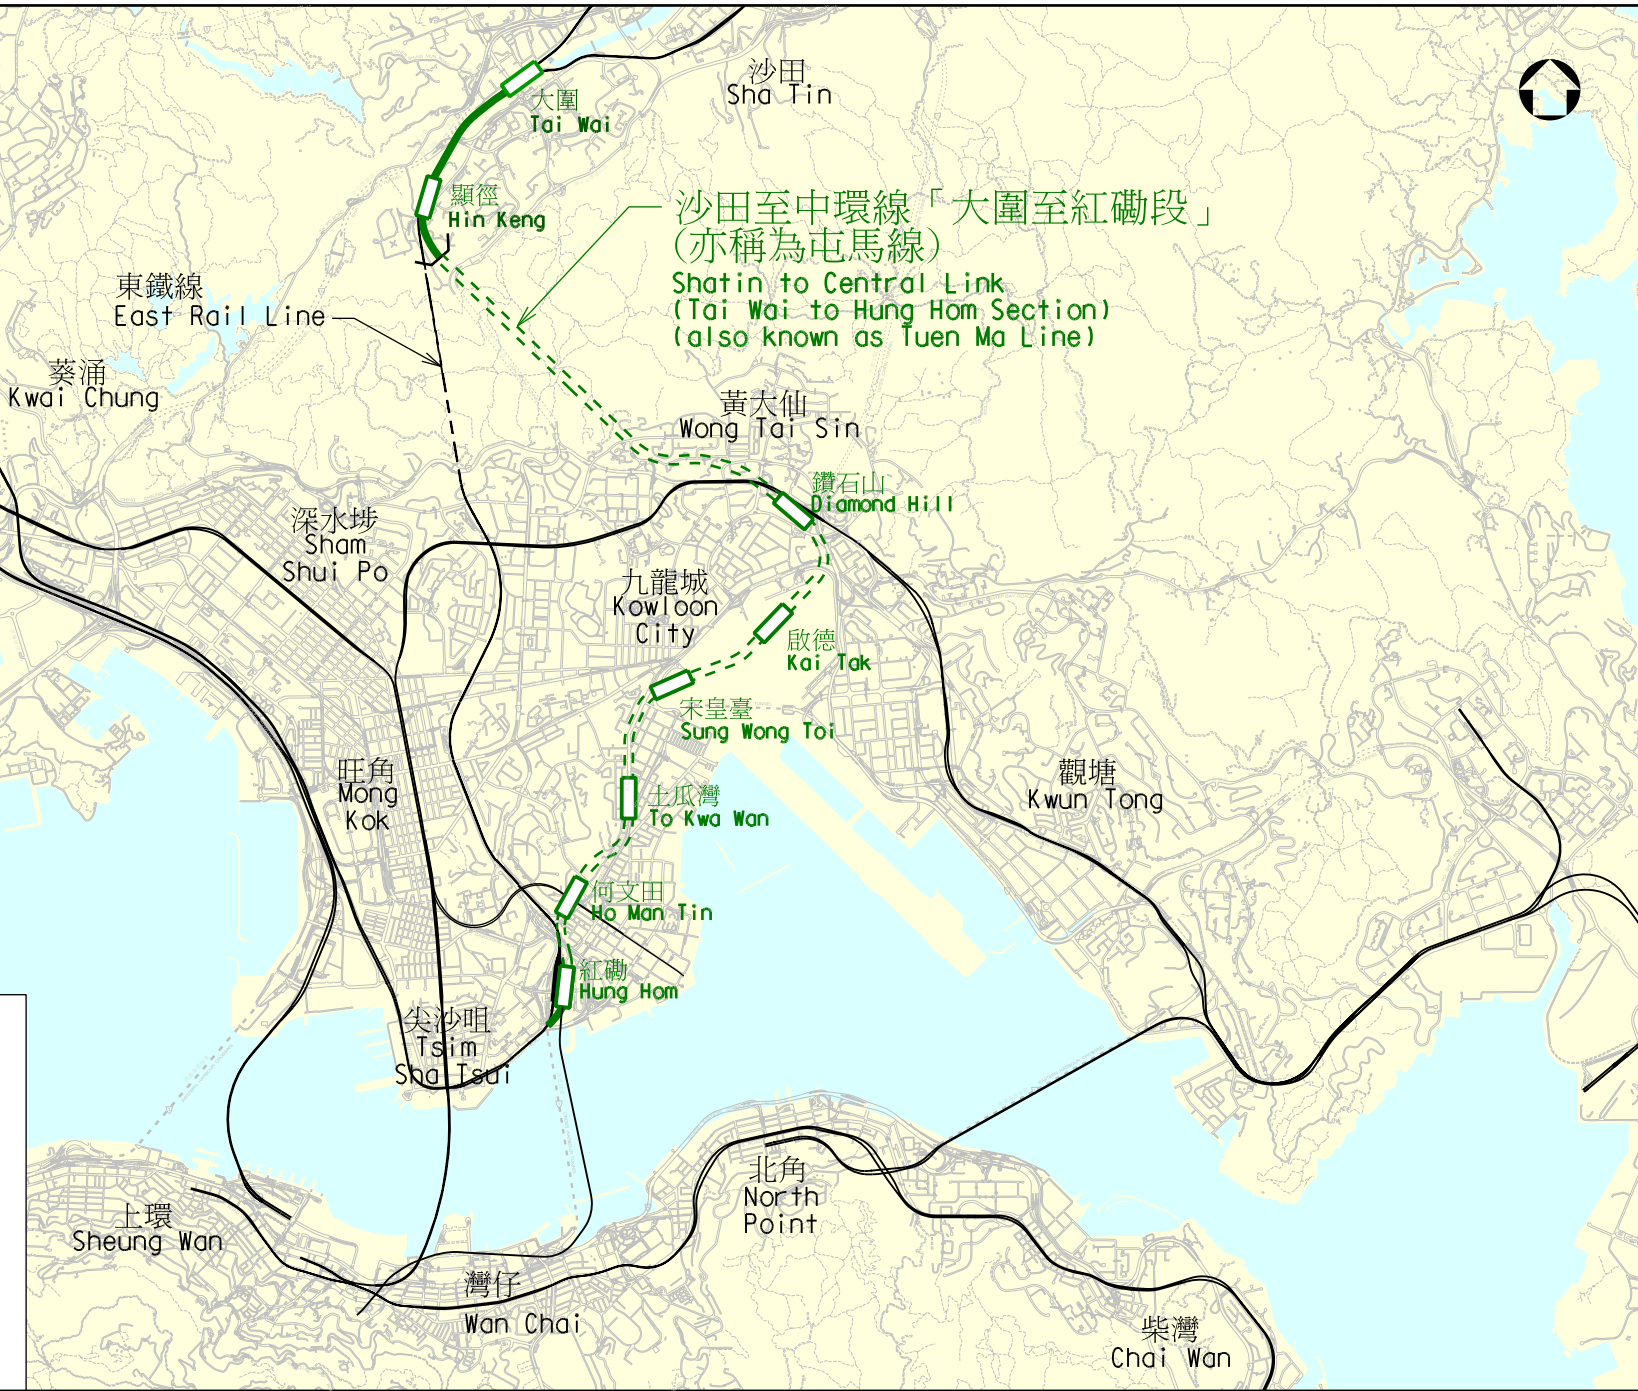 沙田
Sha Tin
大圍
Tai Wai
顯徑
Hin Keng
沙田至中環線「大圍至紅磡段」
(亦稱為屯馬線)
Shatin to Central Link
(Tai Wai to Hung Hom Section)
(also known as Tuen Ma Line)
東鐵線
East Rail Line
葵涌
Kwai Chung
黃大仙
Wong Tai Sin
鑽石山
Diamond Hill
深水埗
Sham
Shui Po
九龍城
Kowloon
City
啟德
Kai Tak
宋皇臺
Sung Wong Toi
旺角
Mong
Kok
土瓜灣
To Kwa Wan
觀塘
Kwun Tong
何文田
Ho Man Tin
紅磡
Hung Hom
尖沙咀
Tsim
Sha Tsui
北角
North
Point
上環
Sheung Wan
灣仔
Wan Chai
柴灣
Chai Wan